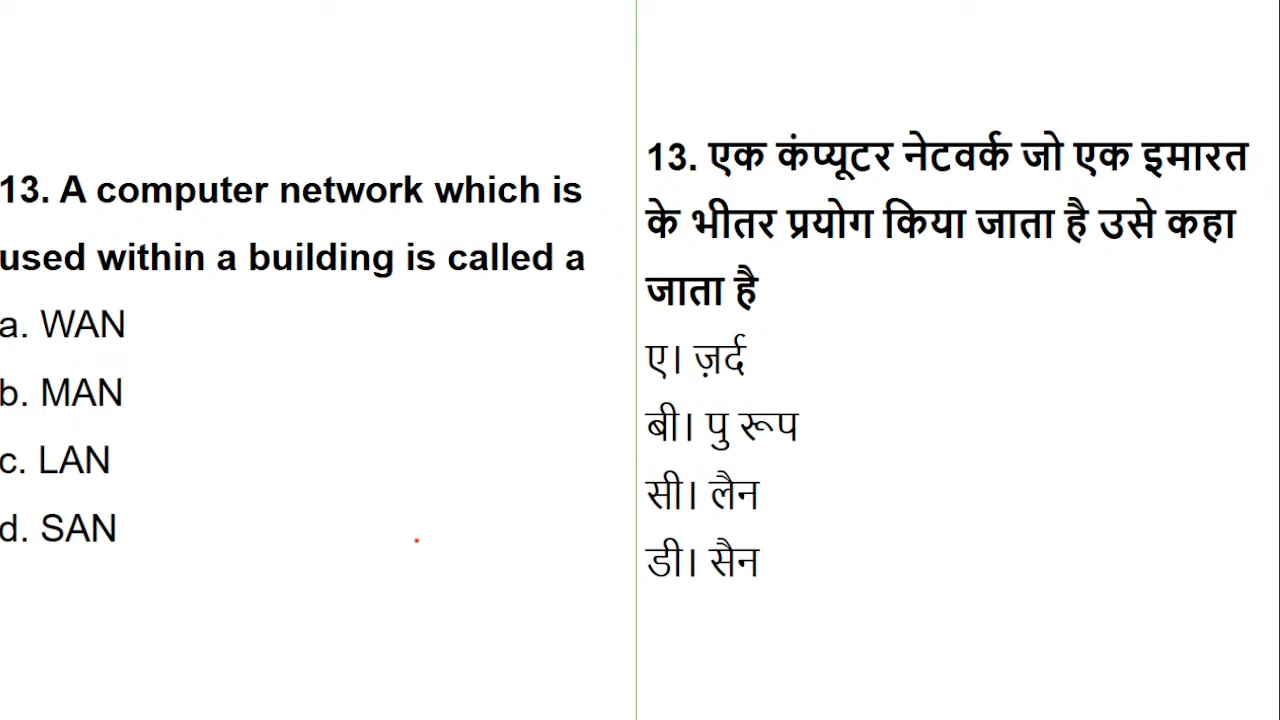 13. A computer network which is
used within a building is called a
a. WAN
b. MAN
c. LAN
d. SAN
13. एक कंप्यूटर नेटवर्क जो एक इमारत
के भीतर प्रयोग किया जाता है उसे कहा
जाता है
ए। ज़र्द
बी। पु रूप
सी। लैन
डी। सैन